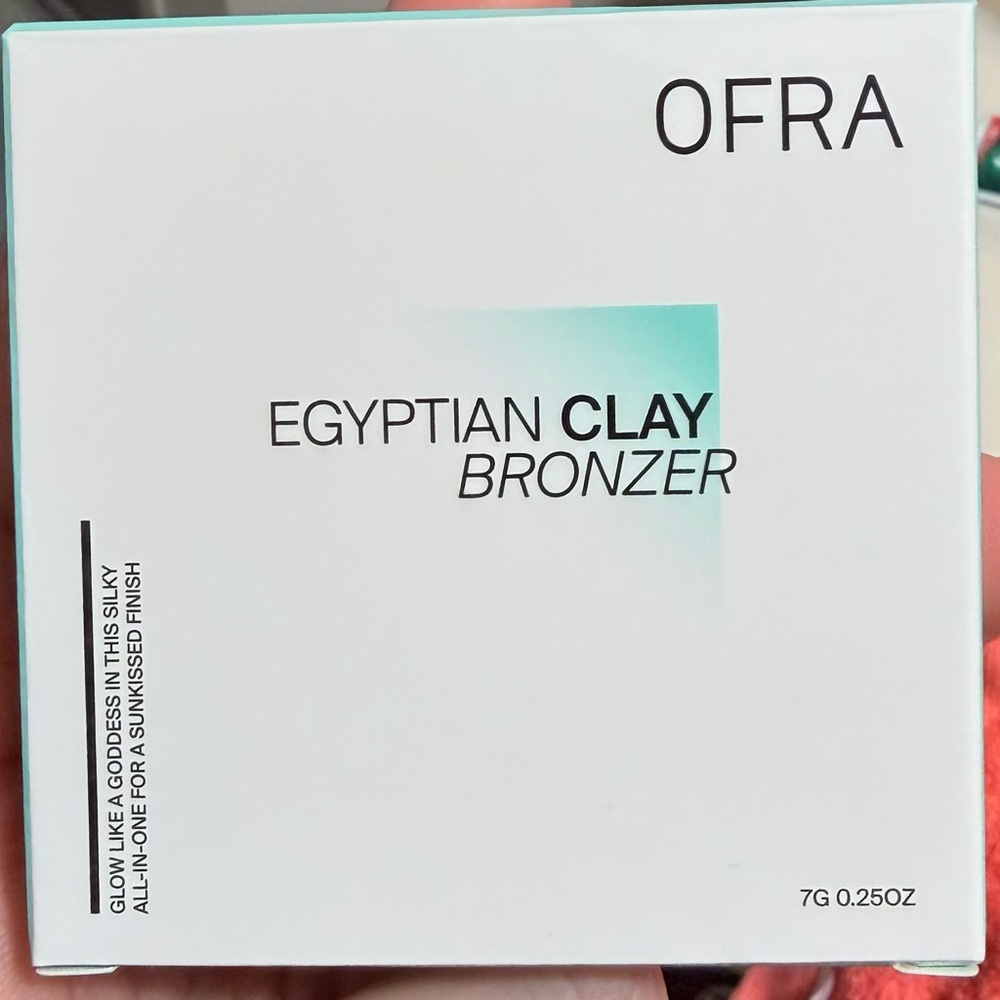 OFRA
EGYPTIAN CLAY
BRONZER
GLOW LIKE A GODDESS IN THIS SILKY
ALL-IN-ONE FOR A SUNKISSED FINISH
7G 0.25OZ